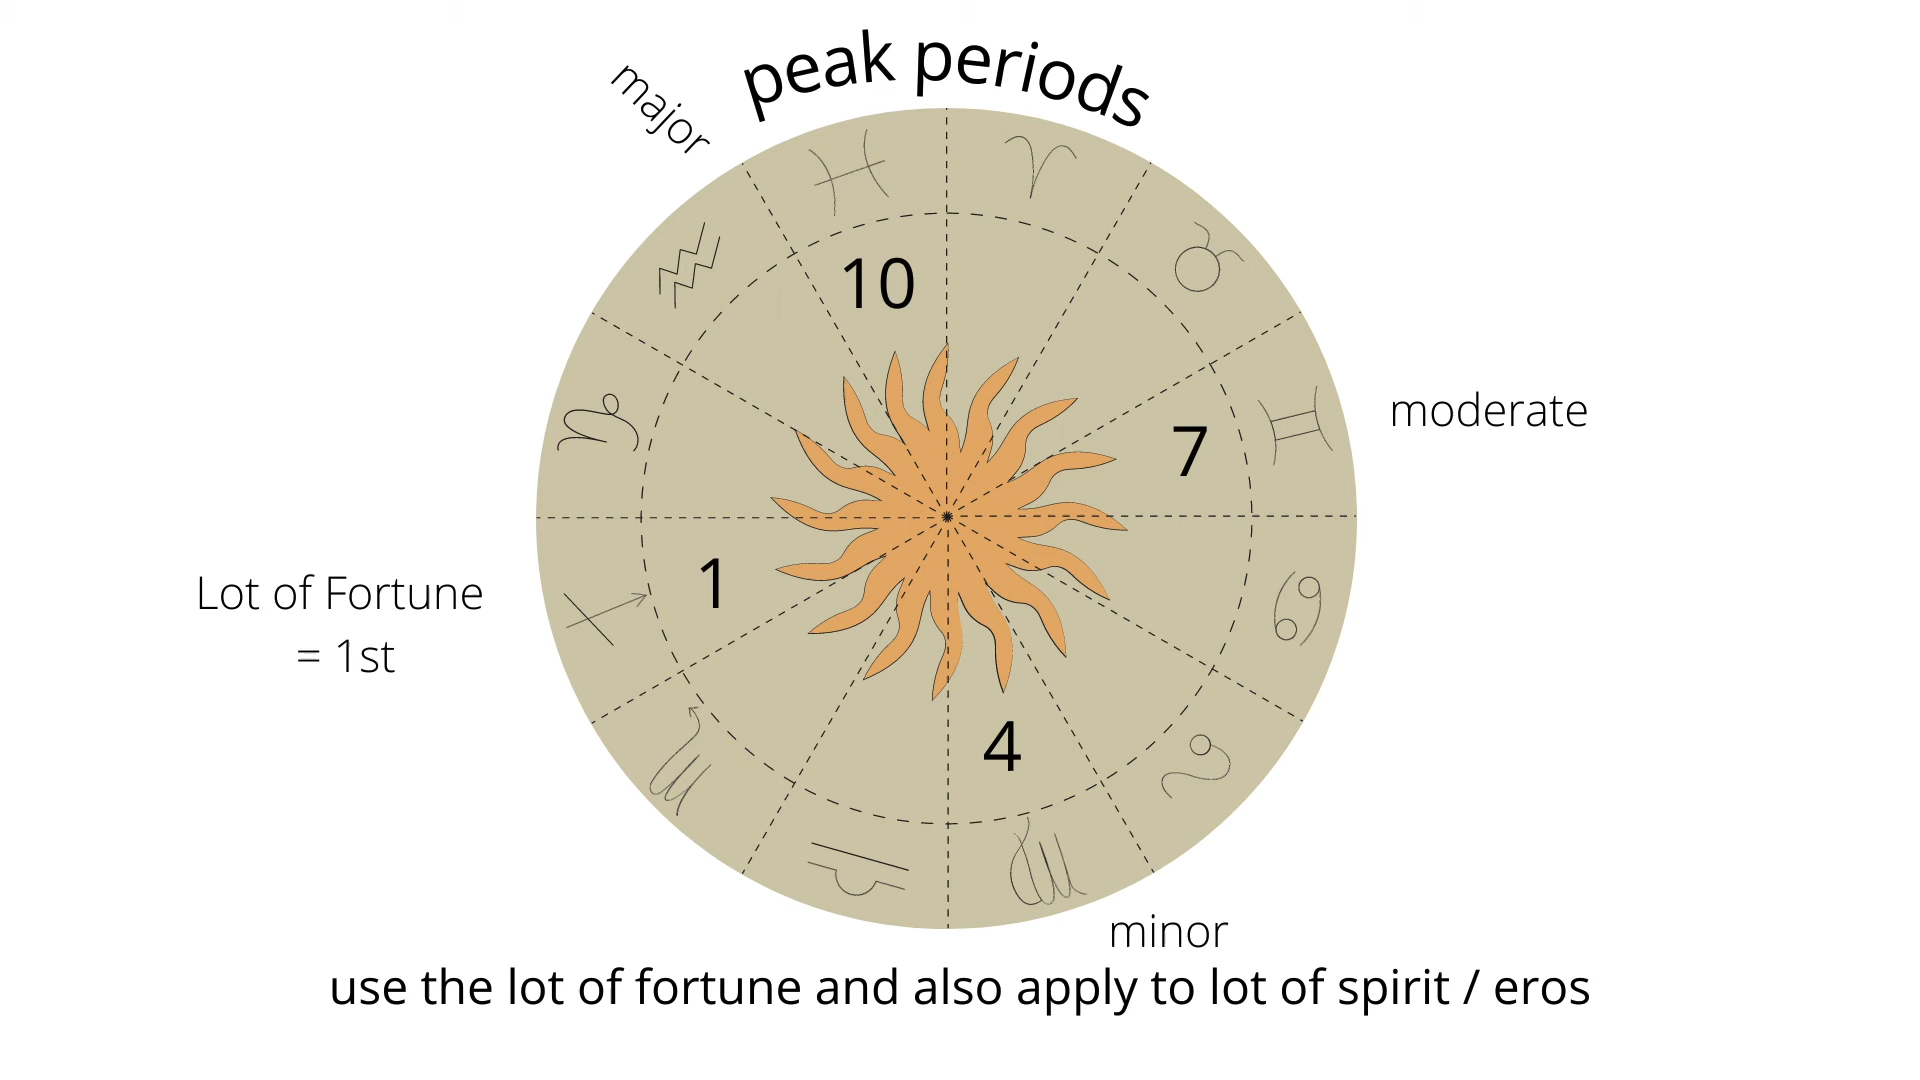 peak periods
major
10
7
moderate
Lot of Fortune
= 1st
1
4
minor
use the lot of fortune and also apply to lot of spirit / eros